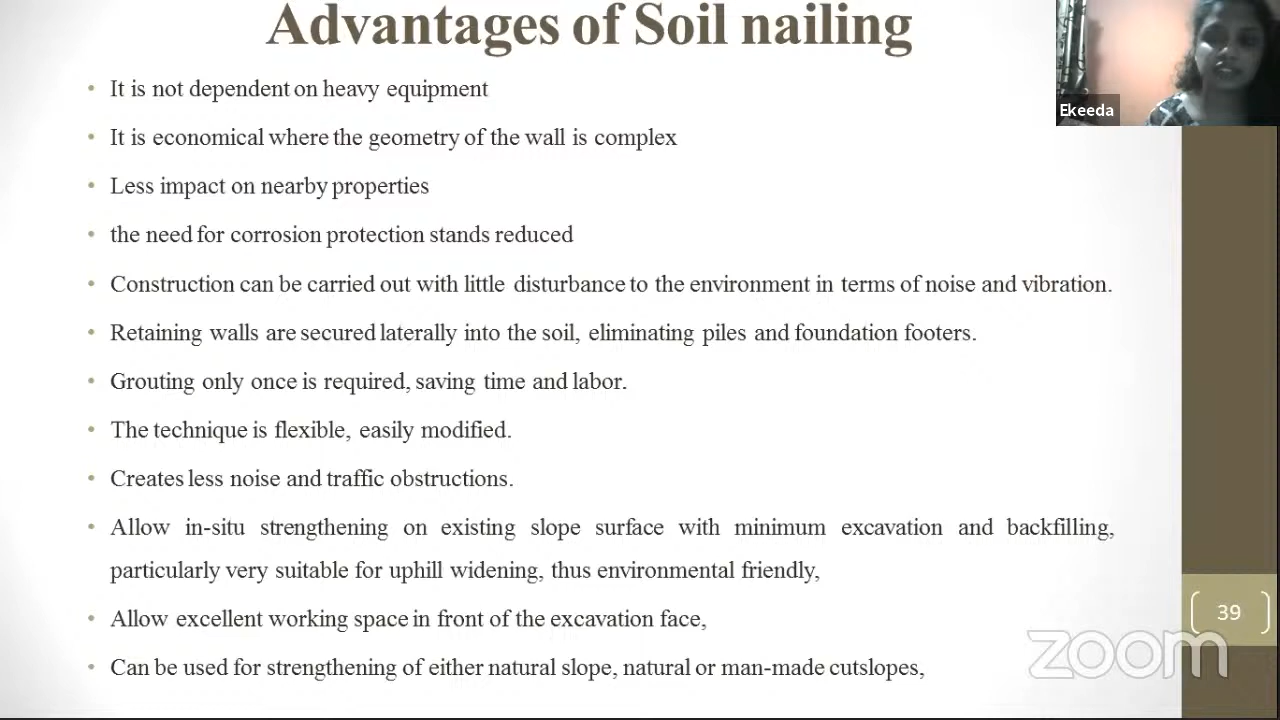 Advantages of Soil nailing
Ekeeda
• It is not dependent on heavy equipment
• It is economical where the geometry of the wall is complex
• Less impact on nearby properties
• the need for corrosion protection stands reduced
• Construction can be carried out with little disturbance to the environment in terms of noise and vibration.
• Retaining walls are secured laterally into the soil, eliminating piles and foundation footers.
• Grouting only once is required, saving time and labor.
• The technique is flexible, easily modified.
• Creates less noise and traffic obstructions.
• Allow in-situ strengthening on existing slope surface with minimum excavation and backfilling,
particularly very suitable for uphill widening, thus environmental friendly,
• Allow excellent working space in front of the excavation face,
• Can be used for strengthening of either natural slope, natural or man-made cutslopes,
39
zoom